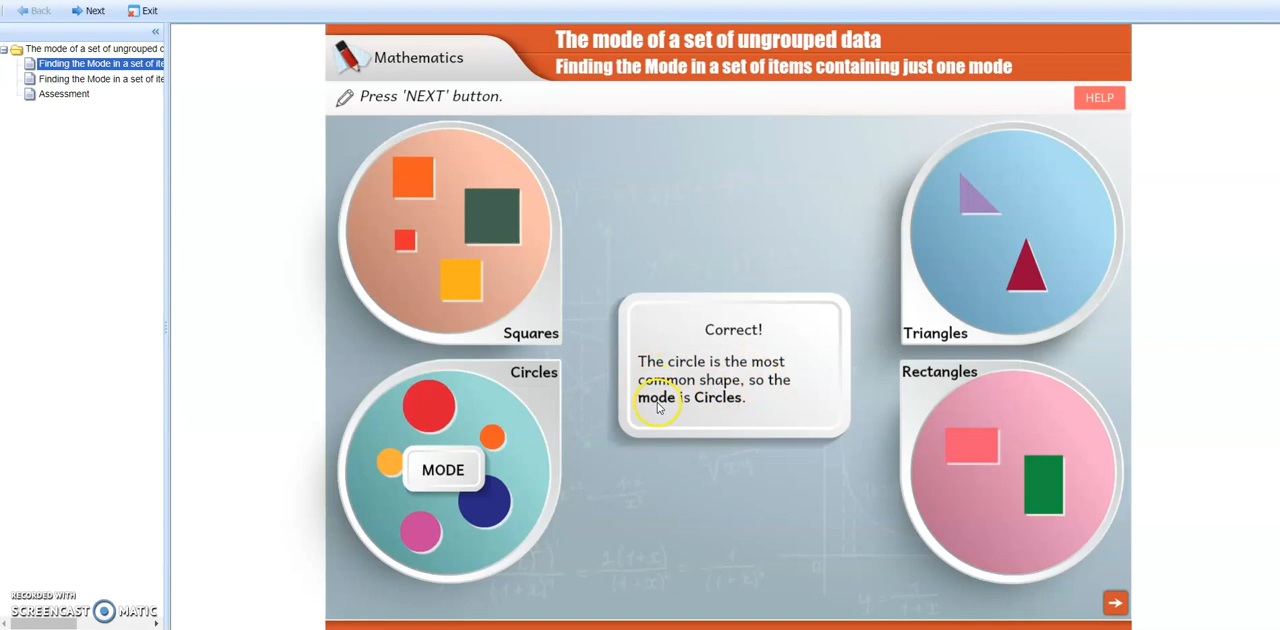 Back Next Exit
«
The mode of a set of ungrouped c
Finding the Mode in a set of ite
Finding the Mode in a set of ite
Assessment
Mathematics
The mode of a set of ungrouped data
Finding the Mode in a set of items containing just one mode
Press 'NEXT' button.
HELP
Squares
Triangles
Circles
Rectangles
Correct!
The circle is the most
common shape, so the
mode is Circles.
MODE
RECORDED WITH
SCREENCAST MATIC